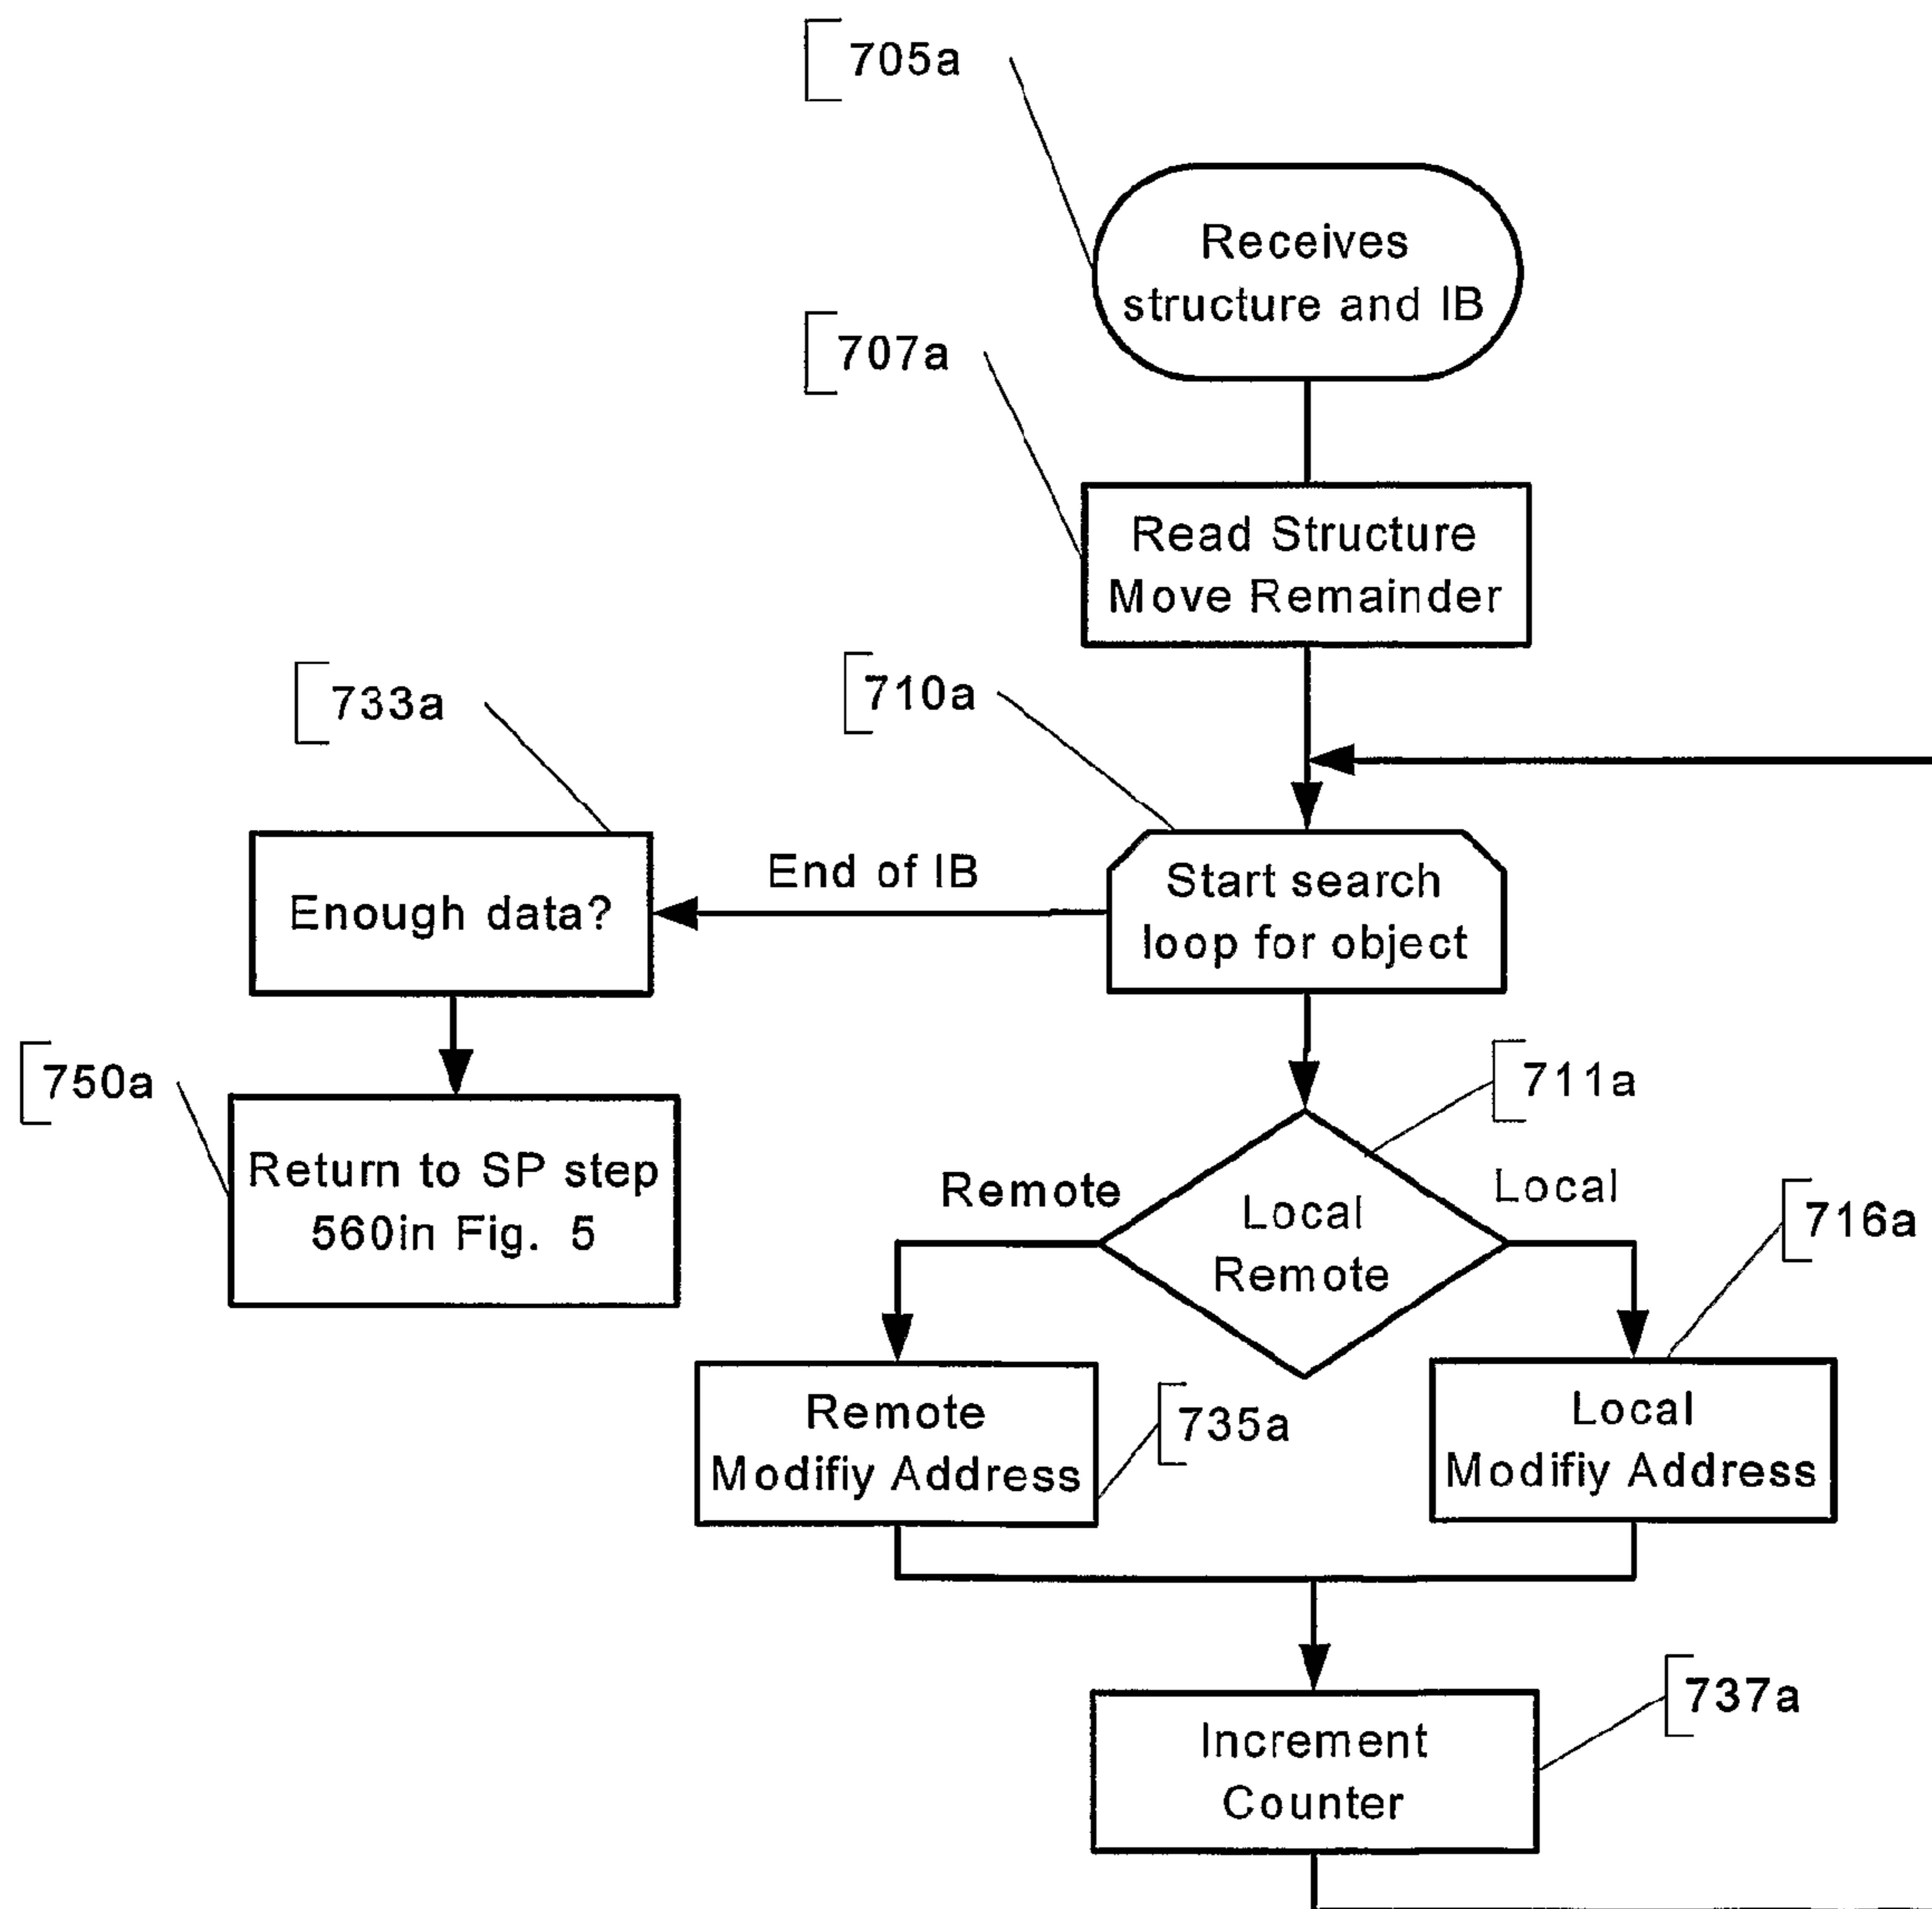 705a
Receives
structure and IB
707a
Read Structure
Move Remainder
733a
710a
End of IB
Enough data?
Start search
loop for object
750a
711a
Return to SP step
560in Fig. 5
Remote
Local
Local
Remote
716a
Remote
Modifiy Address
735a
Local
Modifiy Address
737a
Increment
Counter